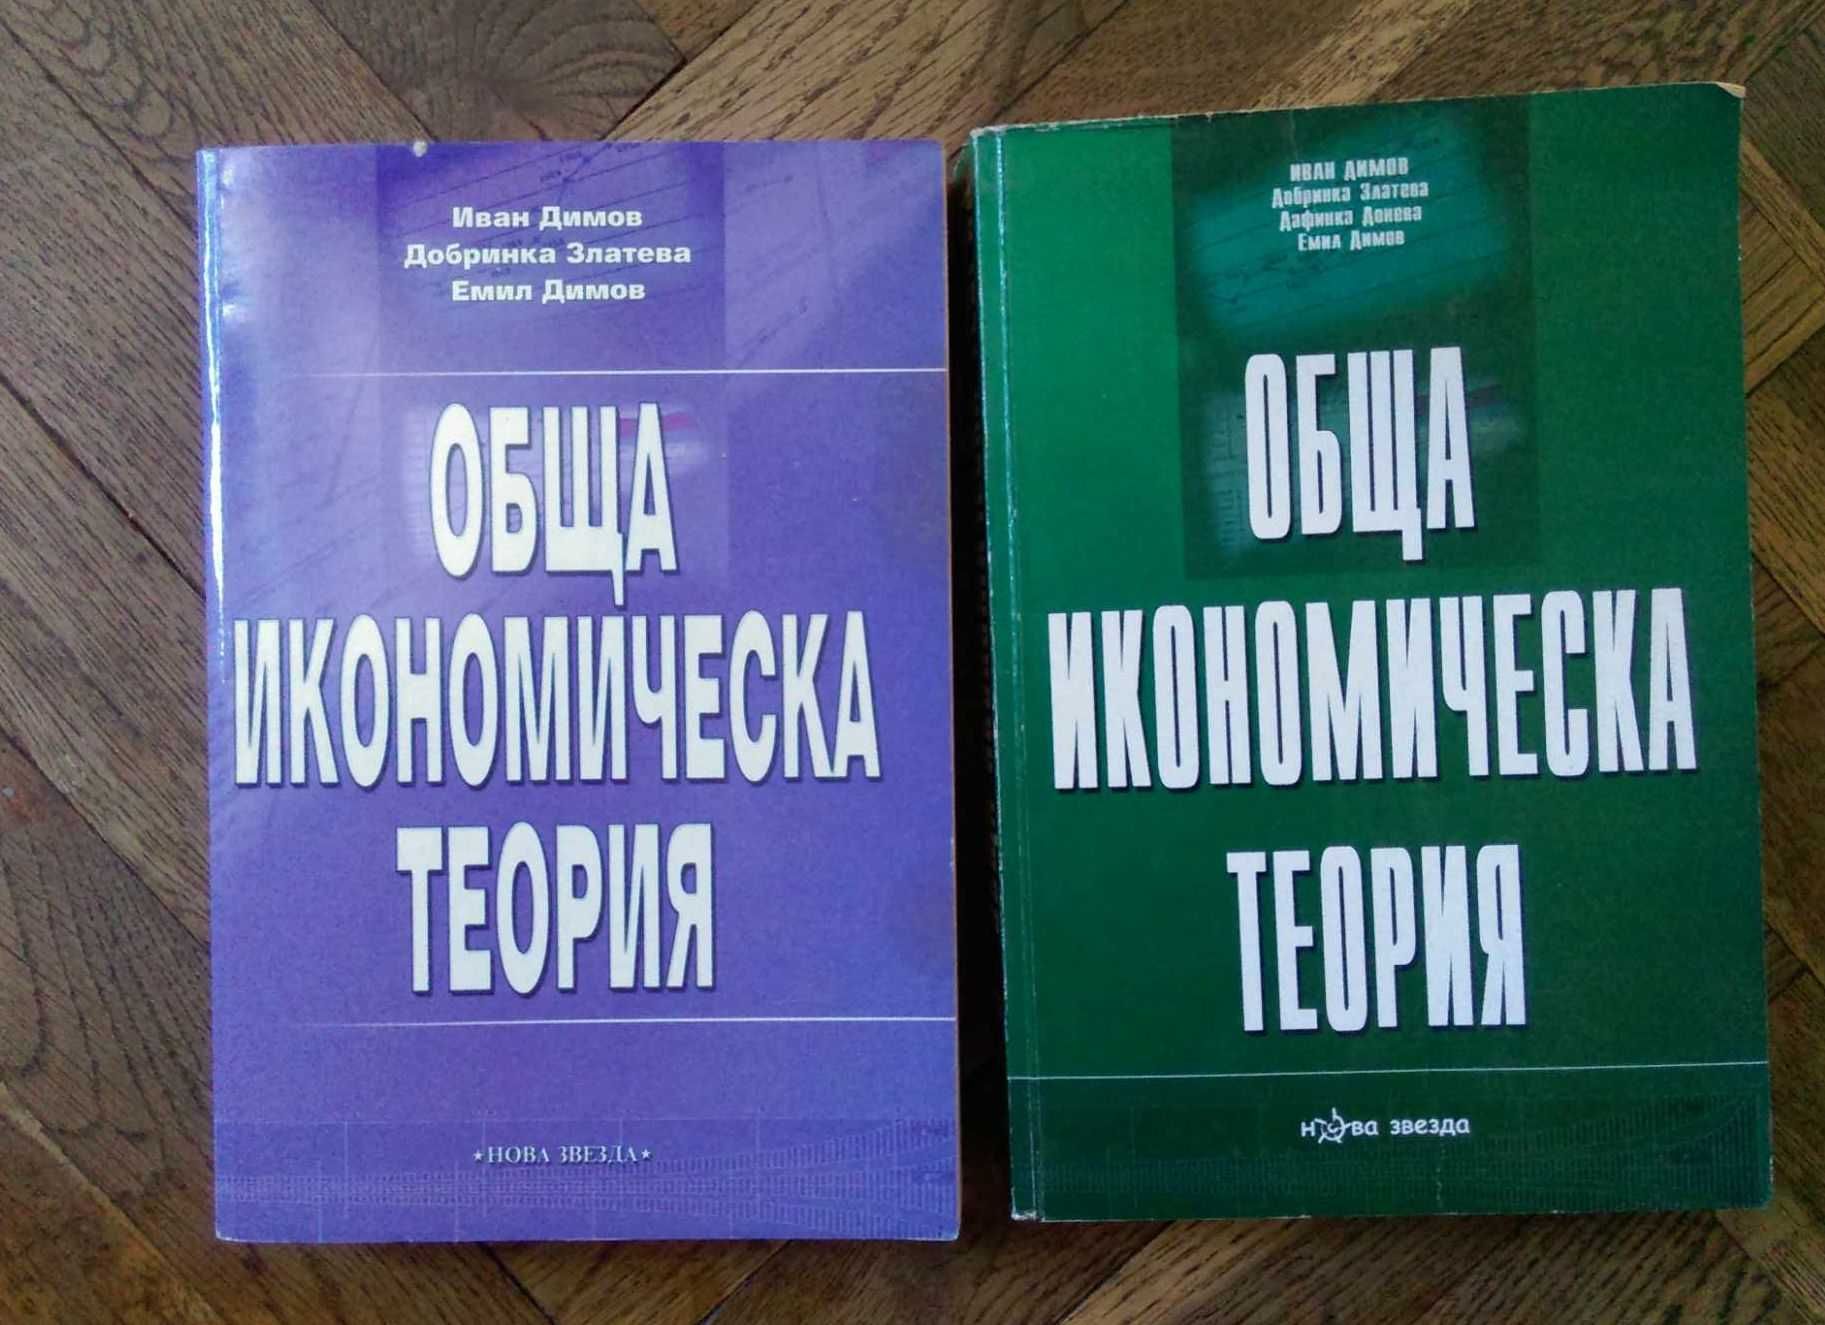 Иван Димов
Добринка Златева
Емил Димов
ОБЩА
ИКОНОМИЧЕСКА
ТЕОРИЯ
★НОВА ЗВЕЗДА★
ИВАН ДИМОВ
Добринка Златева
Дафинка Донева
Емил Димов
ОБЩА
ИКОНОМИЧЕСКА
ТЕОРИЯ
нова звезда